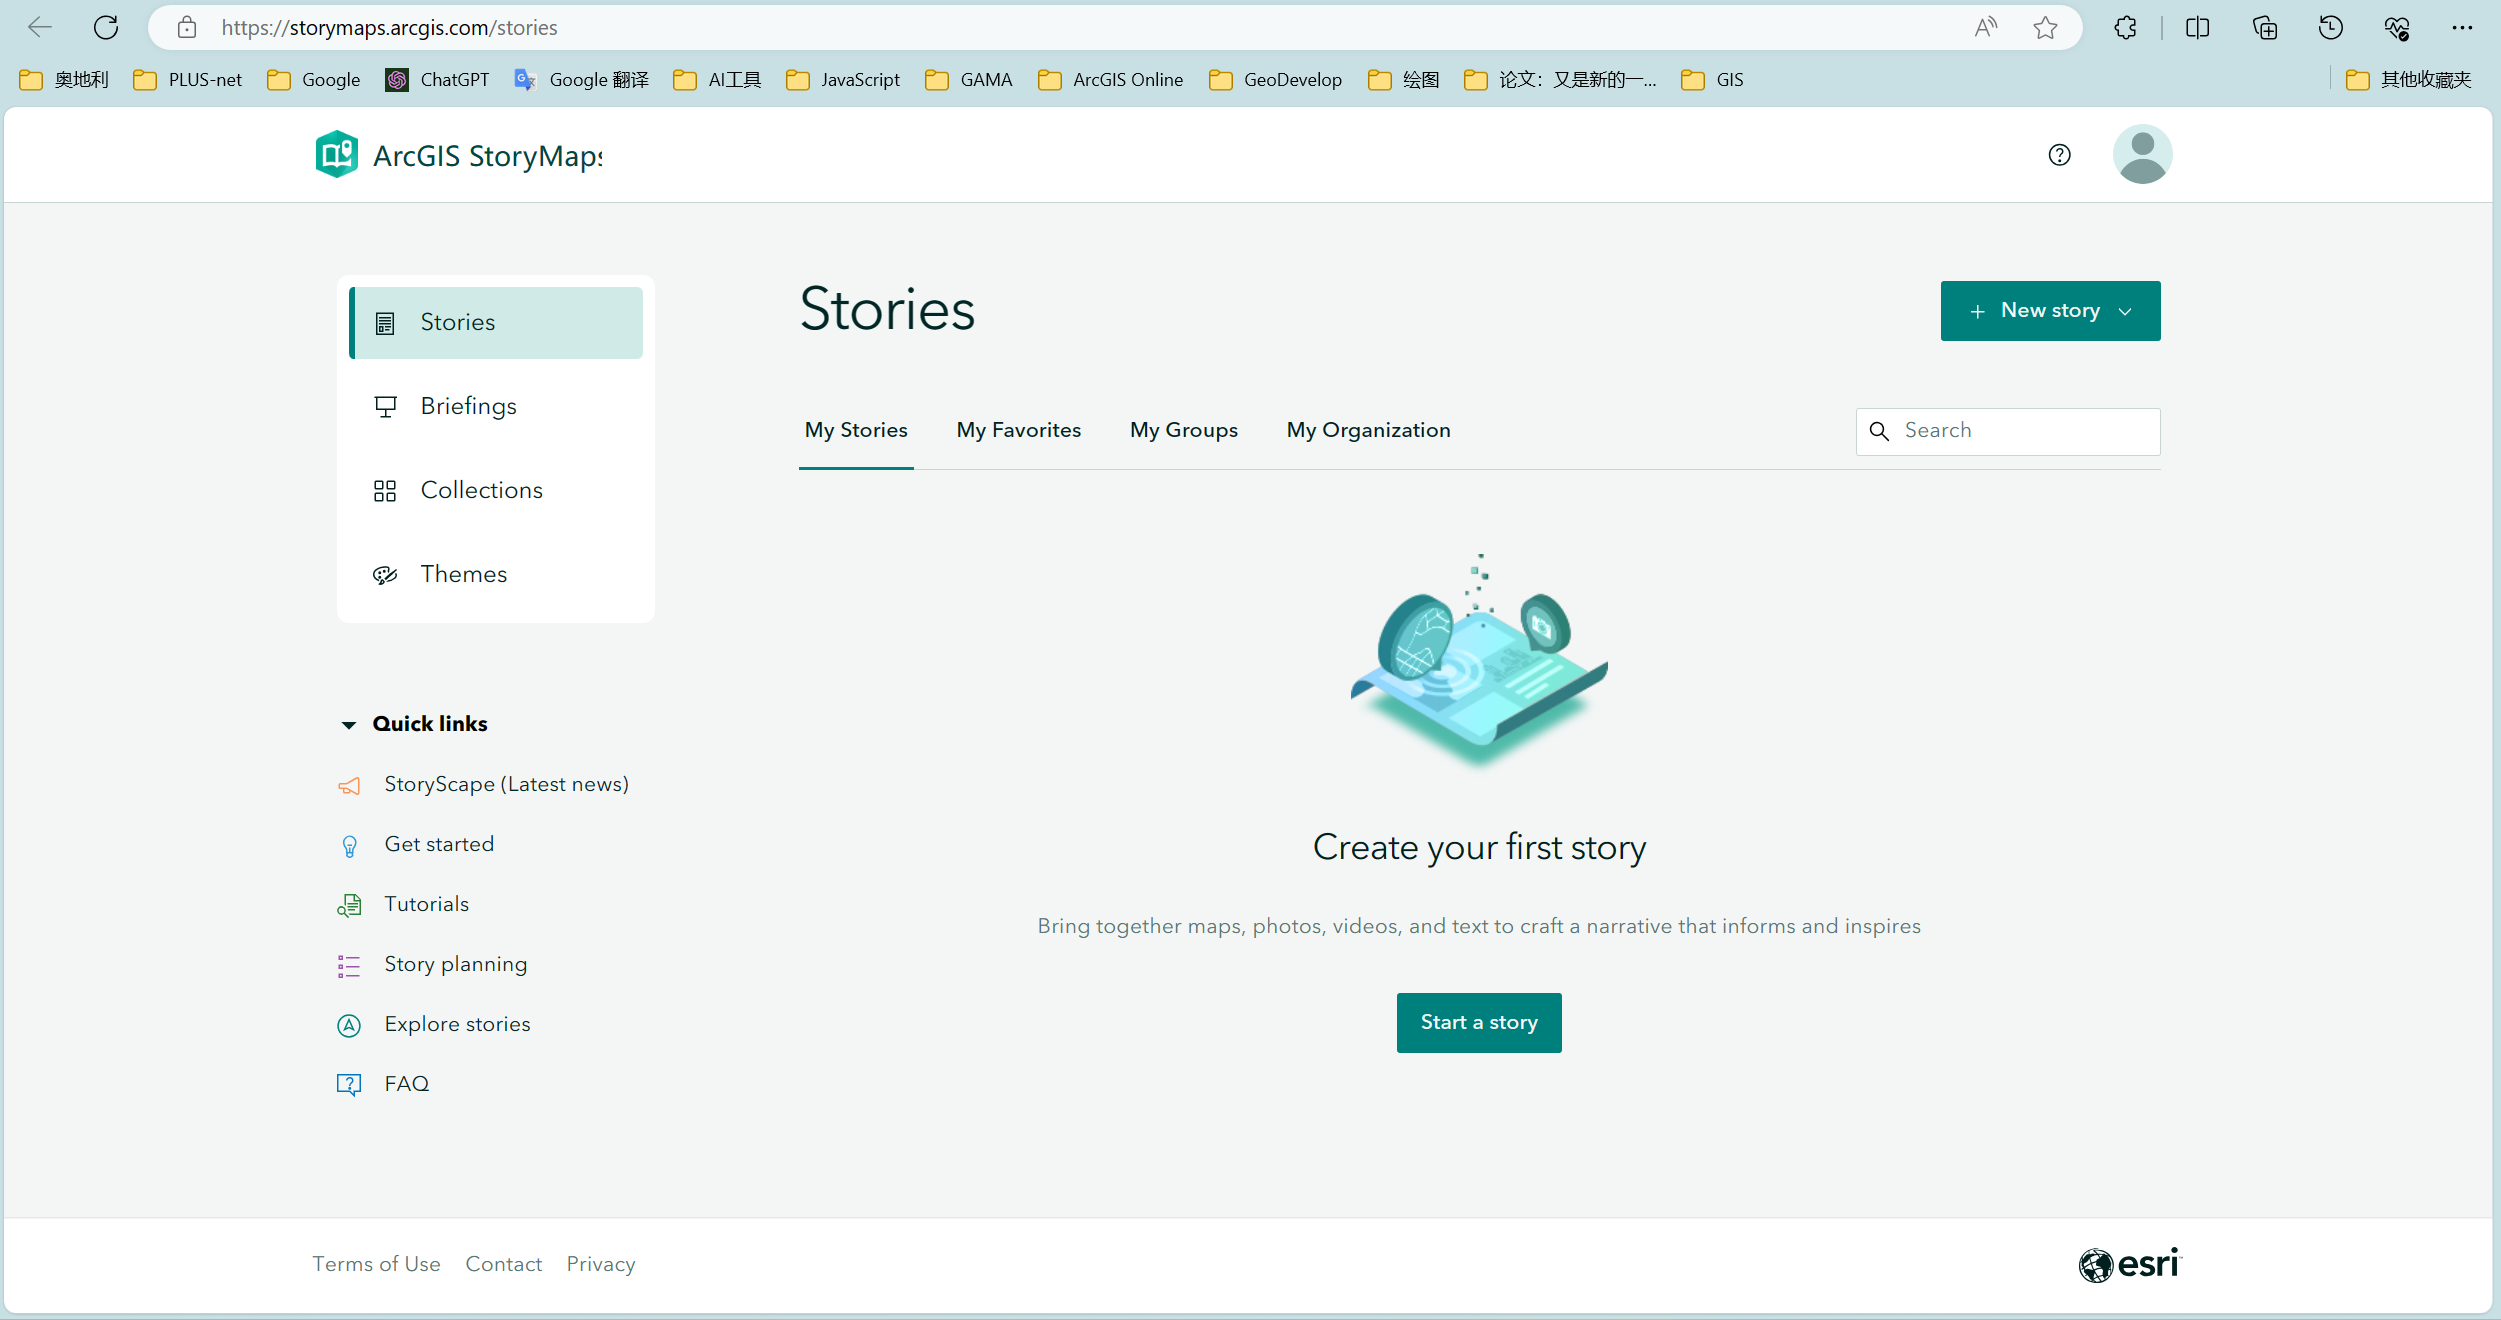 https://storymaps.arcgis.com/stories
奥地利 PLUS-net Google ChatGPT Google 翻译 AI工具 JavaScript GAMA ArcGIS Online GeoDevelop 绘图 论文：又是新的一... GIS 其他收藏夹
ArcGIS StoryMaps
Stories
Briefings
Collections
Themes
Quick links
StoryScape (Latest news)
Get started
Tutorials
Story planning
Explore stories
FAQ
Stories
+ New story
My Stories My Favorites My Groups My Organization Search
Create your first story
Bring together maps, photos, videos, and text to craft a narrative that informs and inspires
Start a story
Terms of Use Contact Privacy
esri